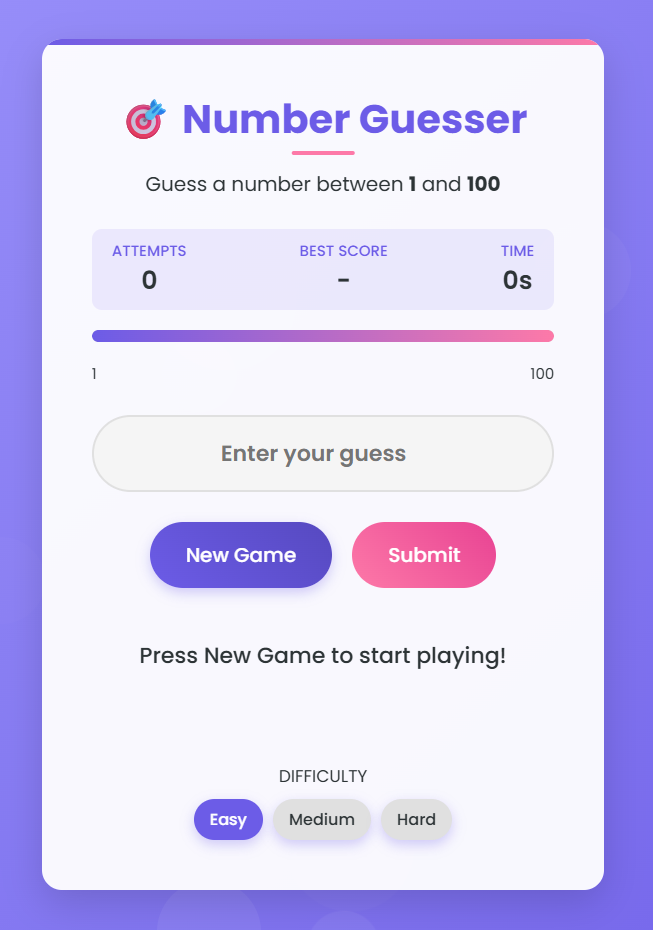 Number Guesser
Guess a number between 1 and 100
ATTEMPTS BEST SCORE TIME
0 - 0s
1 100
Enter your guess
New Game Submit
Press New Game to start playing!
DIFFICULTY
Easy Medium Hard